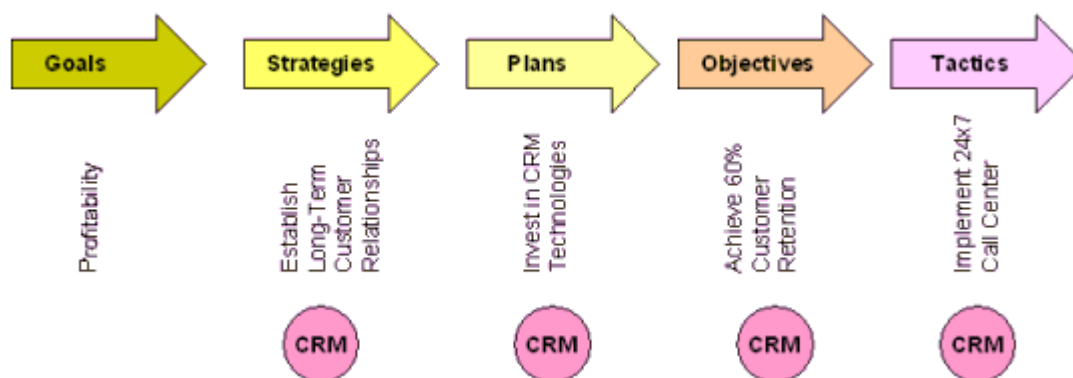 Goals
Strategies
Plans
Objectives
Tactics
Profitability
Establish
Long-Term
Customer
Relationships
Invest in CRM
Technologies
Achieve 60%
Customer
Retention
Implement 24x7
Call Center
CRM
CRM
CRM
CRM